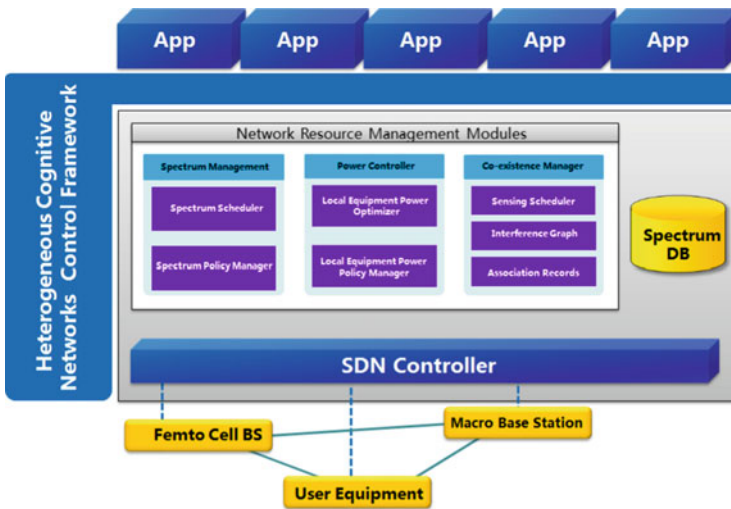 App App App App App
Heterogeneous Cognitive
Networks Control Framework
Network Resource Management Modules
Spectrum Management
Spectrum Scheduler
Spectrum Policy Manager
Power Controller
Local Equipment Power
Optimizer
Local Equipment Power
Policy Manager
Co-existence Manager
Sensing Scheduler
Interference Graph
Association Records
Spectrum
DB
SDN Controller
Femto Cell BS
Macro Base Station
User Equipment